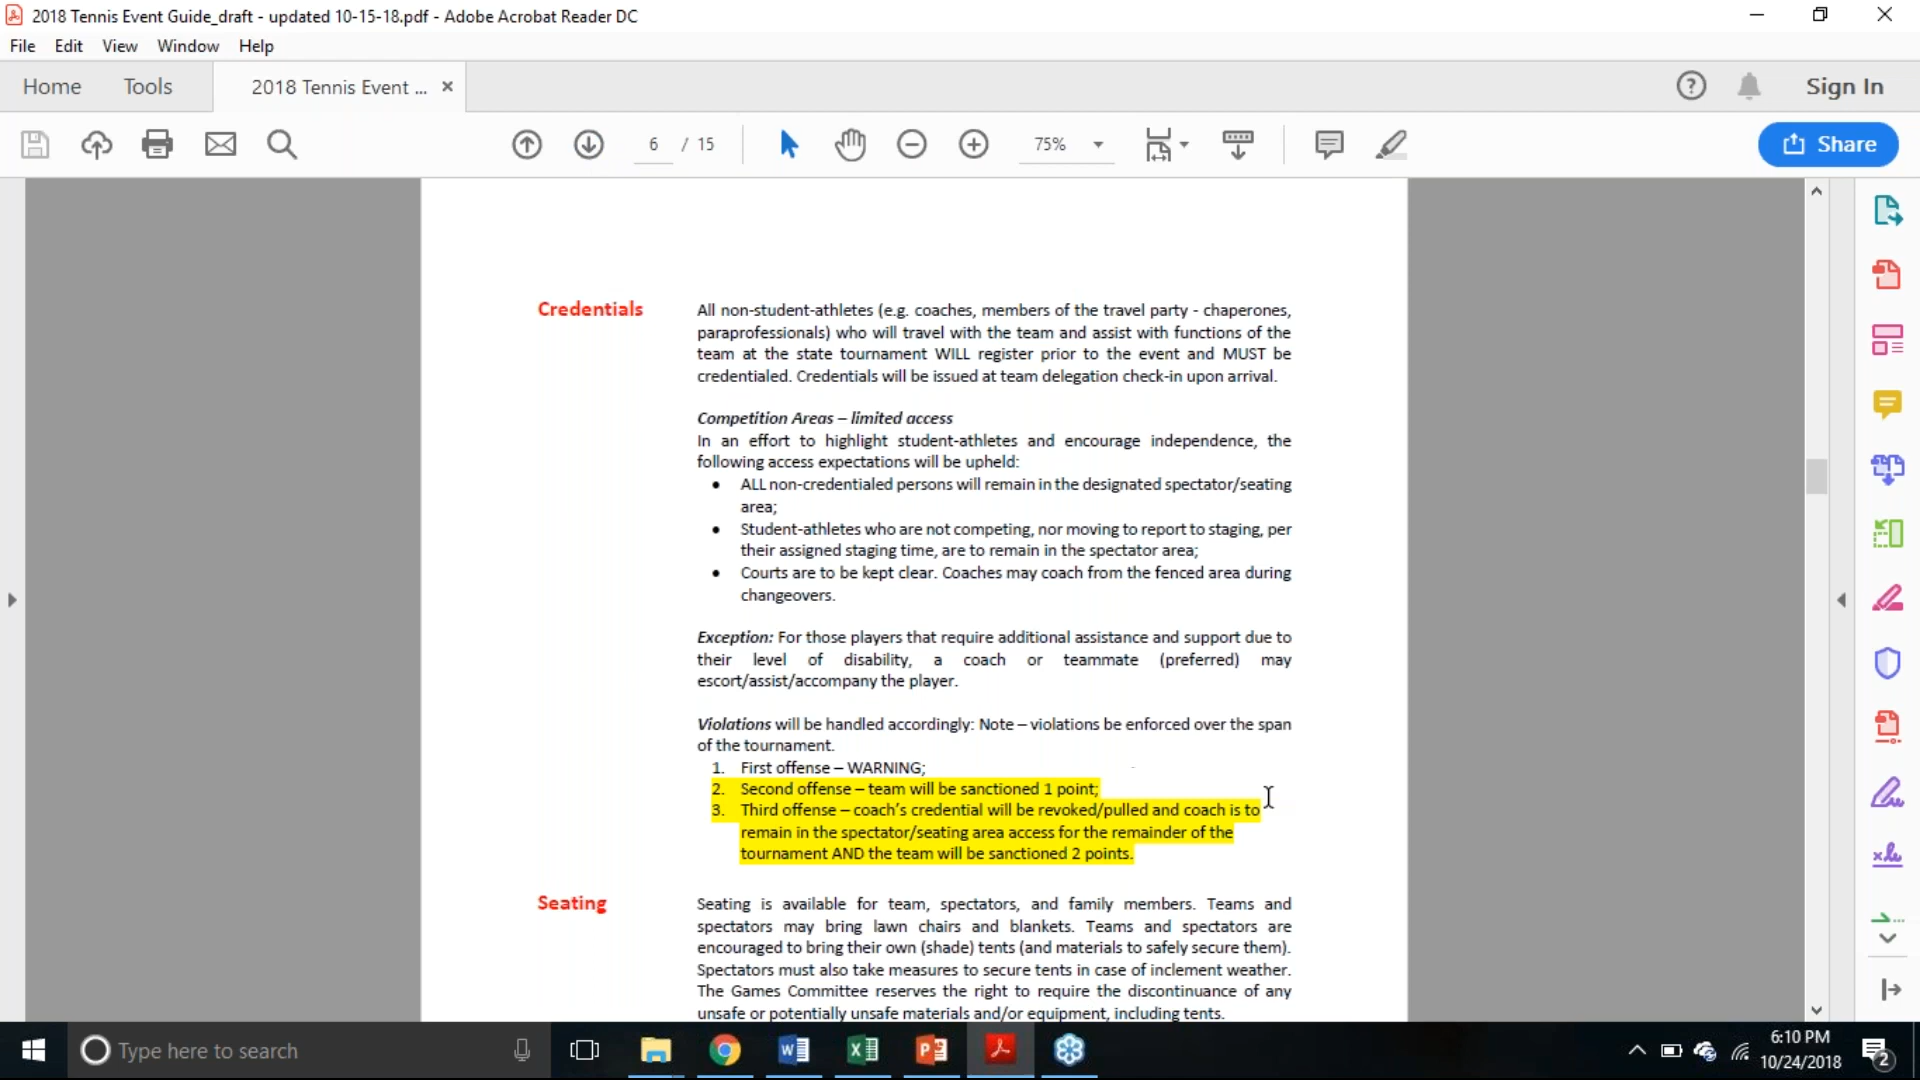 2018 Tennis Event Guide_draft - updated 10-15-18.pdf - Adobe Acrobat Reader DC
File Edit View Window Help
Home Tools 2018 Tennis Event ... × Sign In
6 / 15 75% Share
Credentials
All non-student-athletes (e.g. coaches, members of the travel party - chaperones,
paraprofessionals) who will travel with the team and assist with functions of the
team at the state tournament WILL register prior to the event and MUST be
credentialed. Credentials will be issued at team delegation check-in upon arrival.
Competition Areas – limited access
In an effort to highlight student-athletes and encourage independence, the
following access expectations will be upheld:
• ALL non-credentialed persons will remain in the designated spectator/seating
area;
• Student-athletes who are not competing, nor moving to report to staging, per
their assigned staging time, are to remain in the spectator area;
• Courts are to be kept clear. Coaches may coach from the fenced area during
changeovers.
Exception: For those players that require additional assistance and support due to
their level of disability, a coach or teammate (preferred) may
escort/assist/accompany the player.
Violations will be handled accordingly: Note – violations be enforced over the span
of the tournament.
1. First offense – WARNING;
2. Second offense – team will be sanctioned 1 point;
3. Third offense – coach's credential will be revoked/pulled and coach is to
remain in the spectator/seating area access for the remainder of the
tournament AND the team will be sanctioned 2 points.
Seating
Seating is available for team, spectators, and family members. Teams and
spectators may bring lawn chairs and blankets. Teams and spectators are
encouraged to bring their own (shade) tents (and materials to safely secure them).
Spectators must also take measures to secure tents in case of inclement weather.
The Games Committee reserves the right to require the discontinuance of any
unsafe or potentially unsafe materials and/or equipment, including tents.
Type here to search
6:10 PM
10/24/2018
2